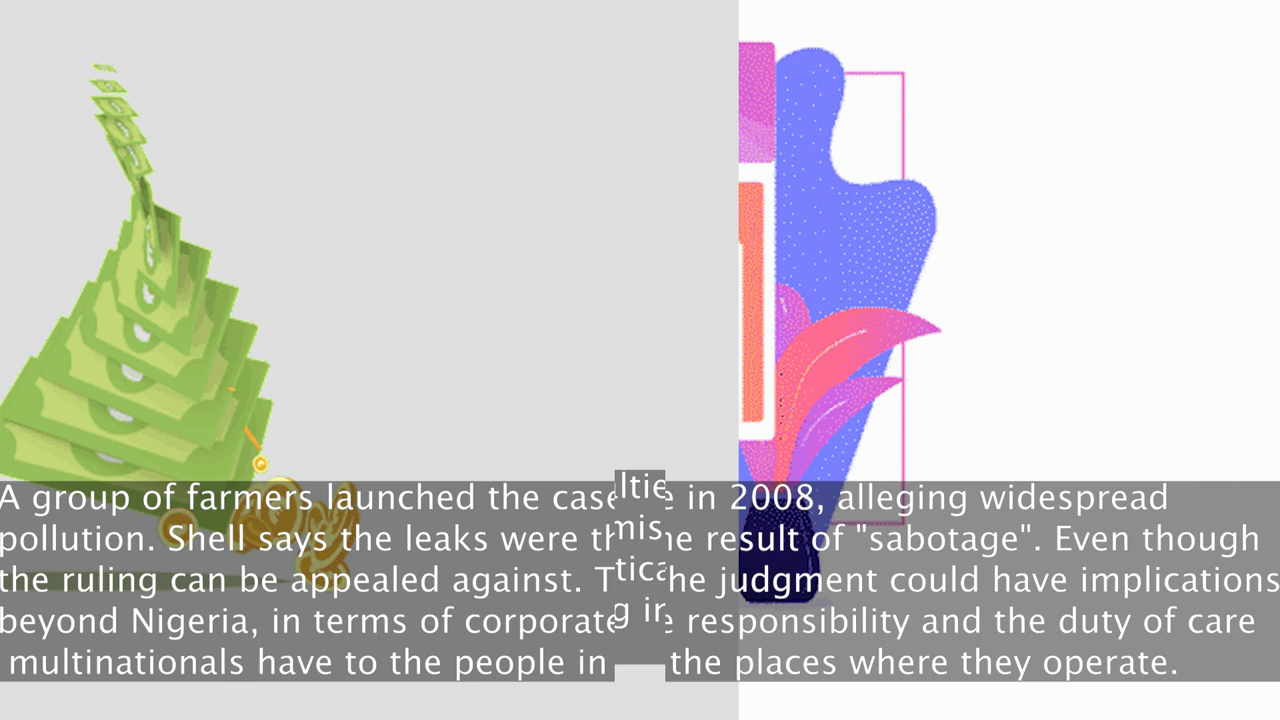 A group of farmers launched the case in 2008, alleging widespread
pollution. Shell says the leaks were the result of "sabotage". Even though
the ruling can be appealed against. The judgment could have implications
beyond Nigeria, in terms of corporate responsibility and the duty of care
multinationals have to the people in the places where they operate.